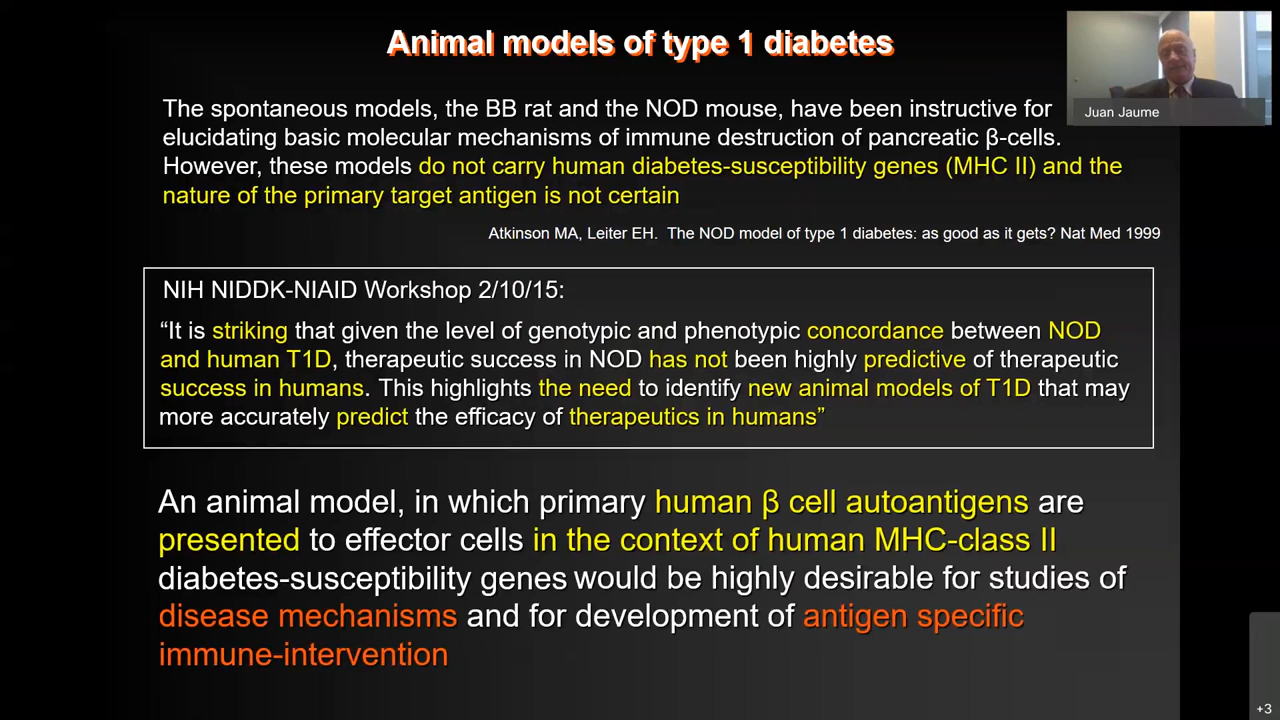 Animal models of type 1 diabetes
Juan Jaume
The spontaneous models, the BB rat and the NOD mouse, have been instructive for
elucidating basic molecular mechanisms of immune destruction of pancreatic β-cells.
However, these models do not carry human diabetes-susceptibility genes (MHC II) and the
nature of the primary target antigen is not certain
Atkinson MA, Leiter EH. The NOD model of type 1 diabetes: as good as it gets? Nat Med 1999
NIH NIDDK-NIAID Workshop 2/10/15:
“It is striking that given the level of genotypic and phenotypic concordance between NOD
and human T1D, therapeutic success in NOD has not been highly predictive of therapeutic
success in humans. This highlights the need to identify new animal models of T1D that may
more accurately predict the efficacy of therapeutics in humans”
An animal model, in which primary human β cell autoantigens are
presented to effector cells in the context of human MHC-class II
diabetes-susceptibility genes would be highly desirable for studies of
disease mechanisms and for development of antigen specific
immune-intervention
+3